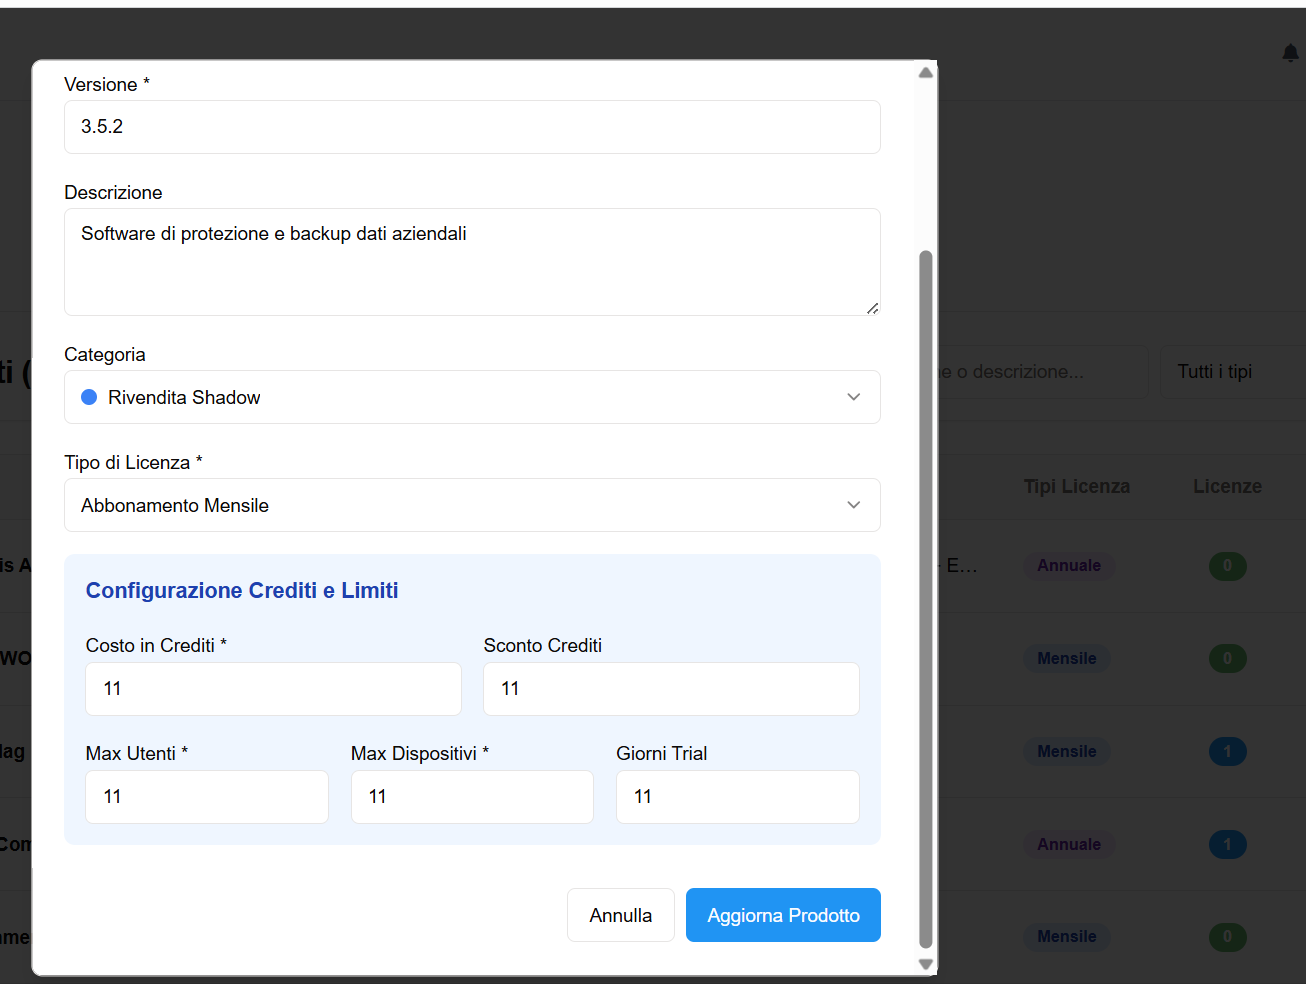 Versione *
3.5.2
Descrizione
Software di protezione e backup dati aziendali
Categoria
Rivendita Shadow
Tipo di Licenza *
Abbonamento Mensile
Configurazione Crediti e Limiti
Costo in Crediti *
Sconto Crediti
11
11
Max Utenti *
Max Dispositivi *
Giorni Trial
11
11
11
Annulla
Aggiorna Prodotto
ti (
e o descrizione...
Tutti i tipi
Tipi Licenza
Licenze
is A
- E...
Annuale
0
WO
Mensile
0
Mensile
1
Com
Annuale
1
Mensile
0